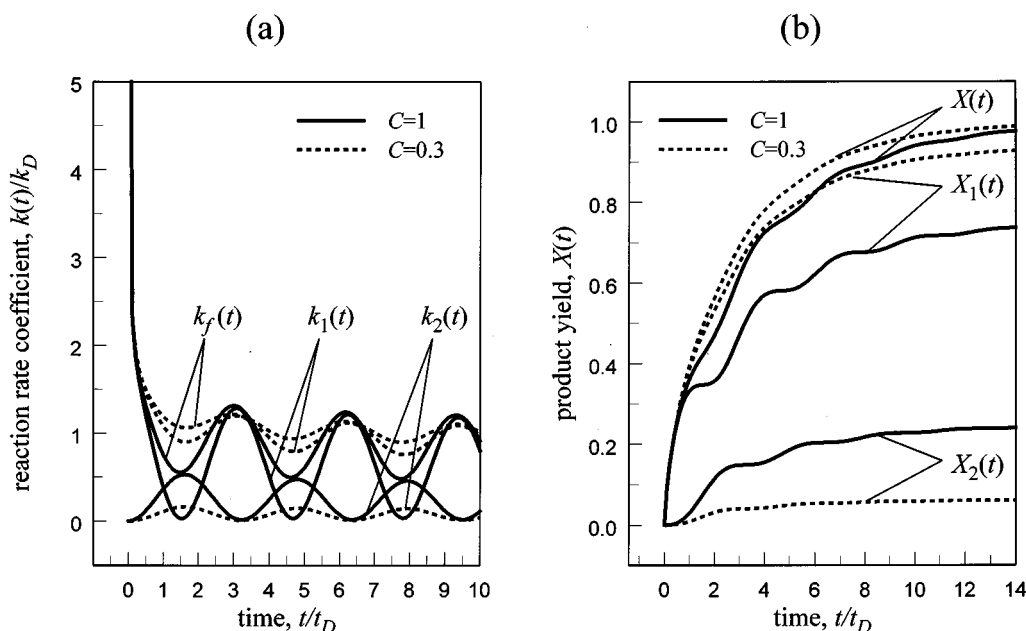 (a)
reaction rate coefficient, k(t)/k_D
5
4
3
2
1
0
C=1
C=0.3
k_f(t)
k_1(t)
k_2(t)
0 1 2 3 4 5 6 7 8 9 10
time, t/t_D
(b)
product yield, X(t)
1.0
0.8
0.6
0.4
0.2
0.0
C=1
C=0.3
X(t)
X_1(t)
X_2(t)
0 2 4 6 8 10 12 14
time, t/t_D